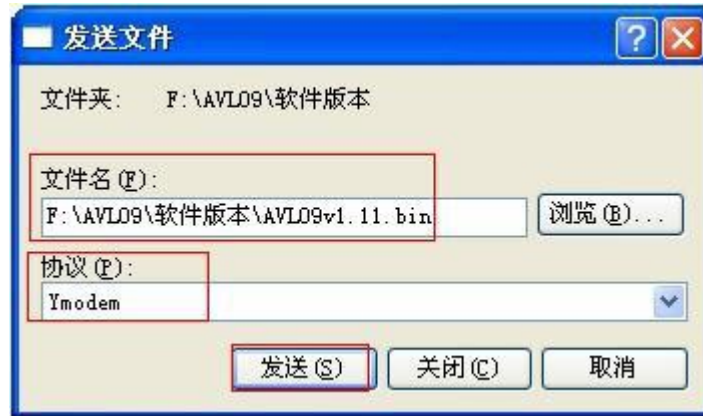 发送文件
文件夹: F:\AVL09\软件版本
文件名(F):
F:\AVL09\软件版本\AVL09v1.11.bin 浏览(B)...
协议(P):
Ymodem
发送(S) 关闭(C) 取消